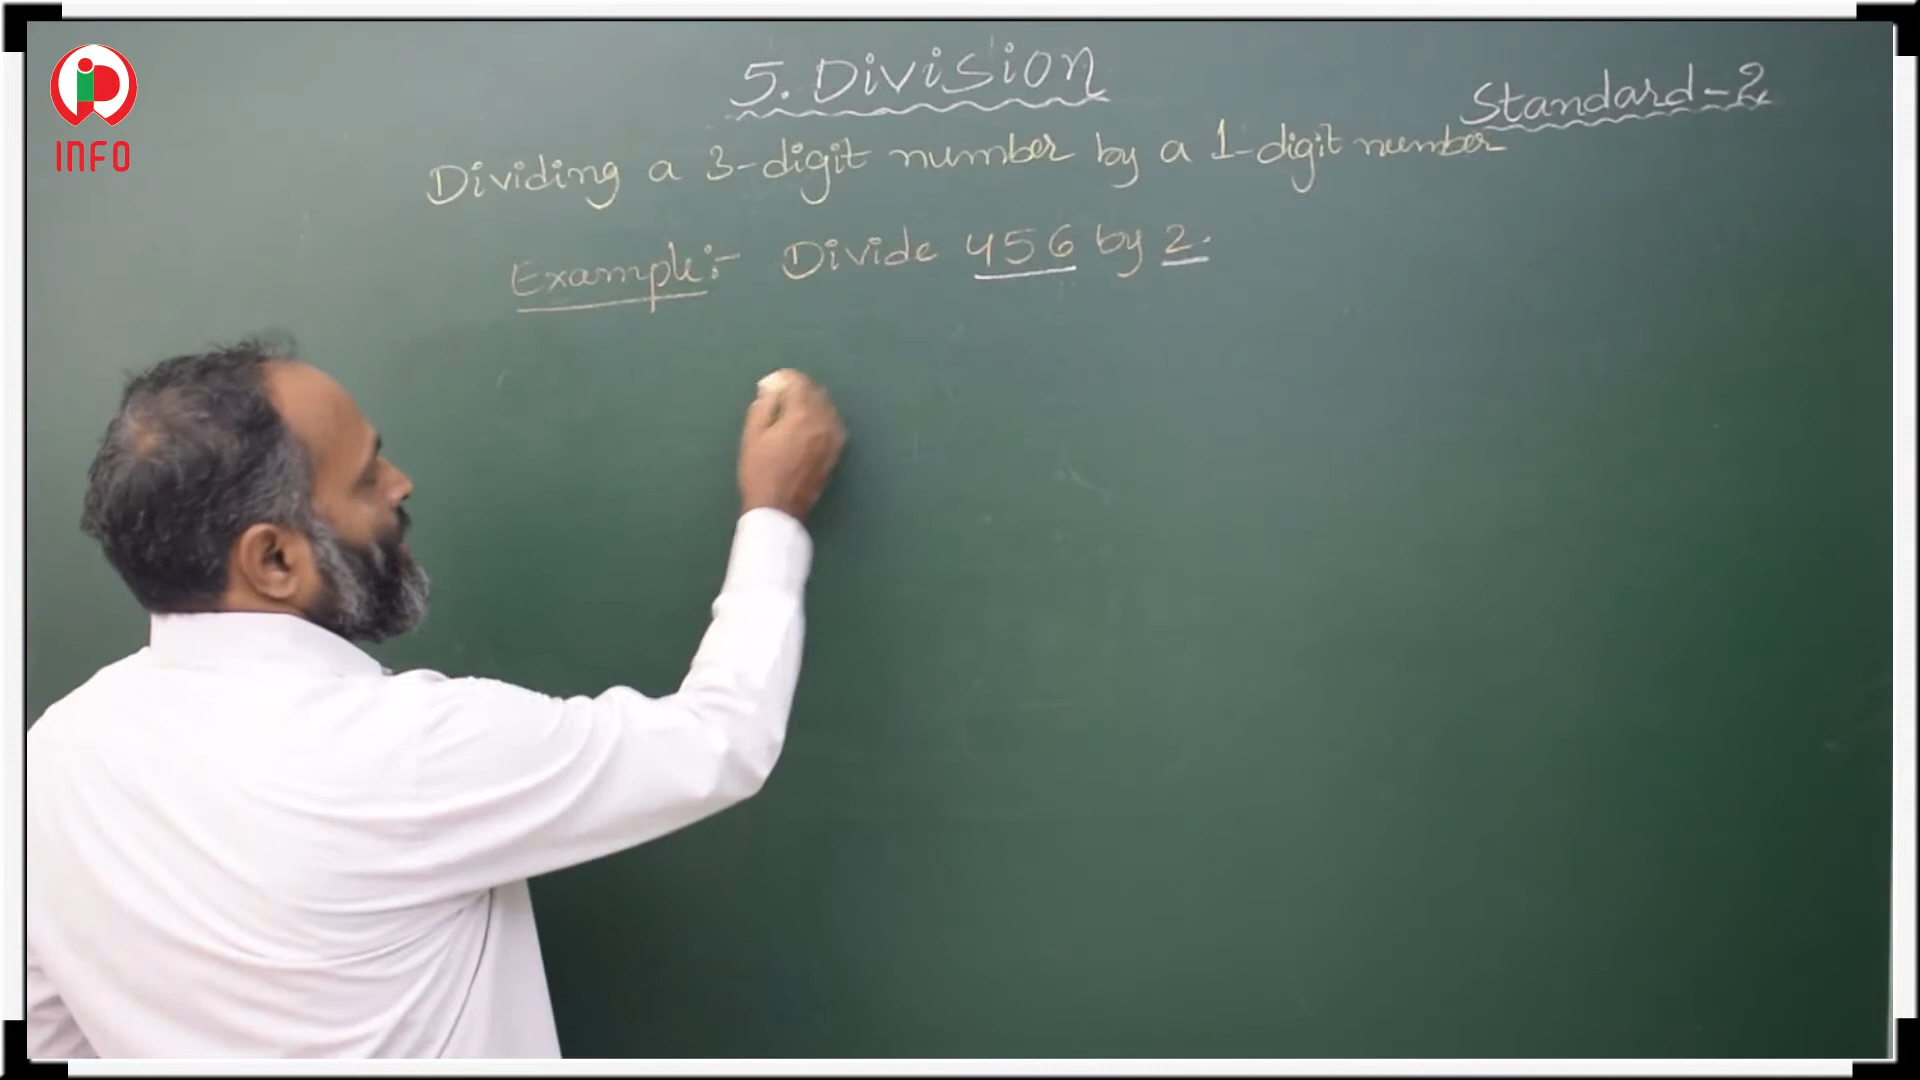 INFO
5. Division
Standard-2
Dividing a 3-digit number by a 1-digit number
Example:- Divide 456 by 2.